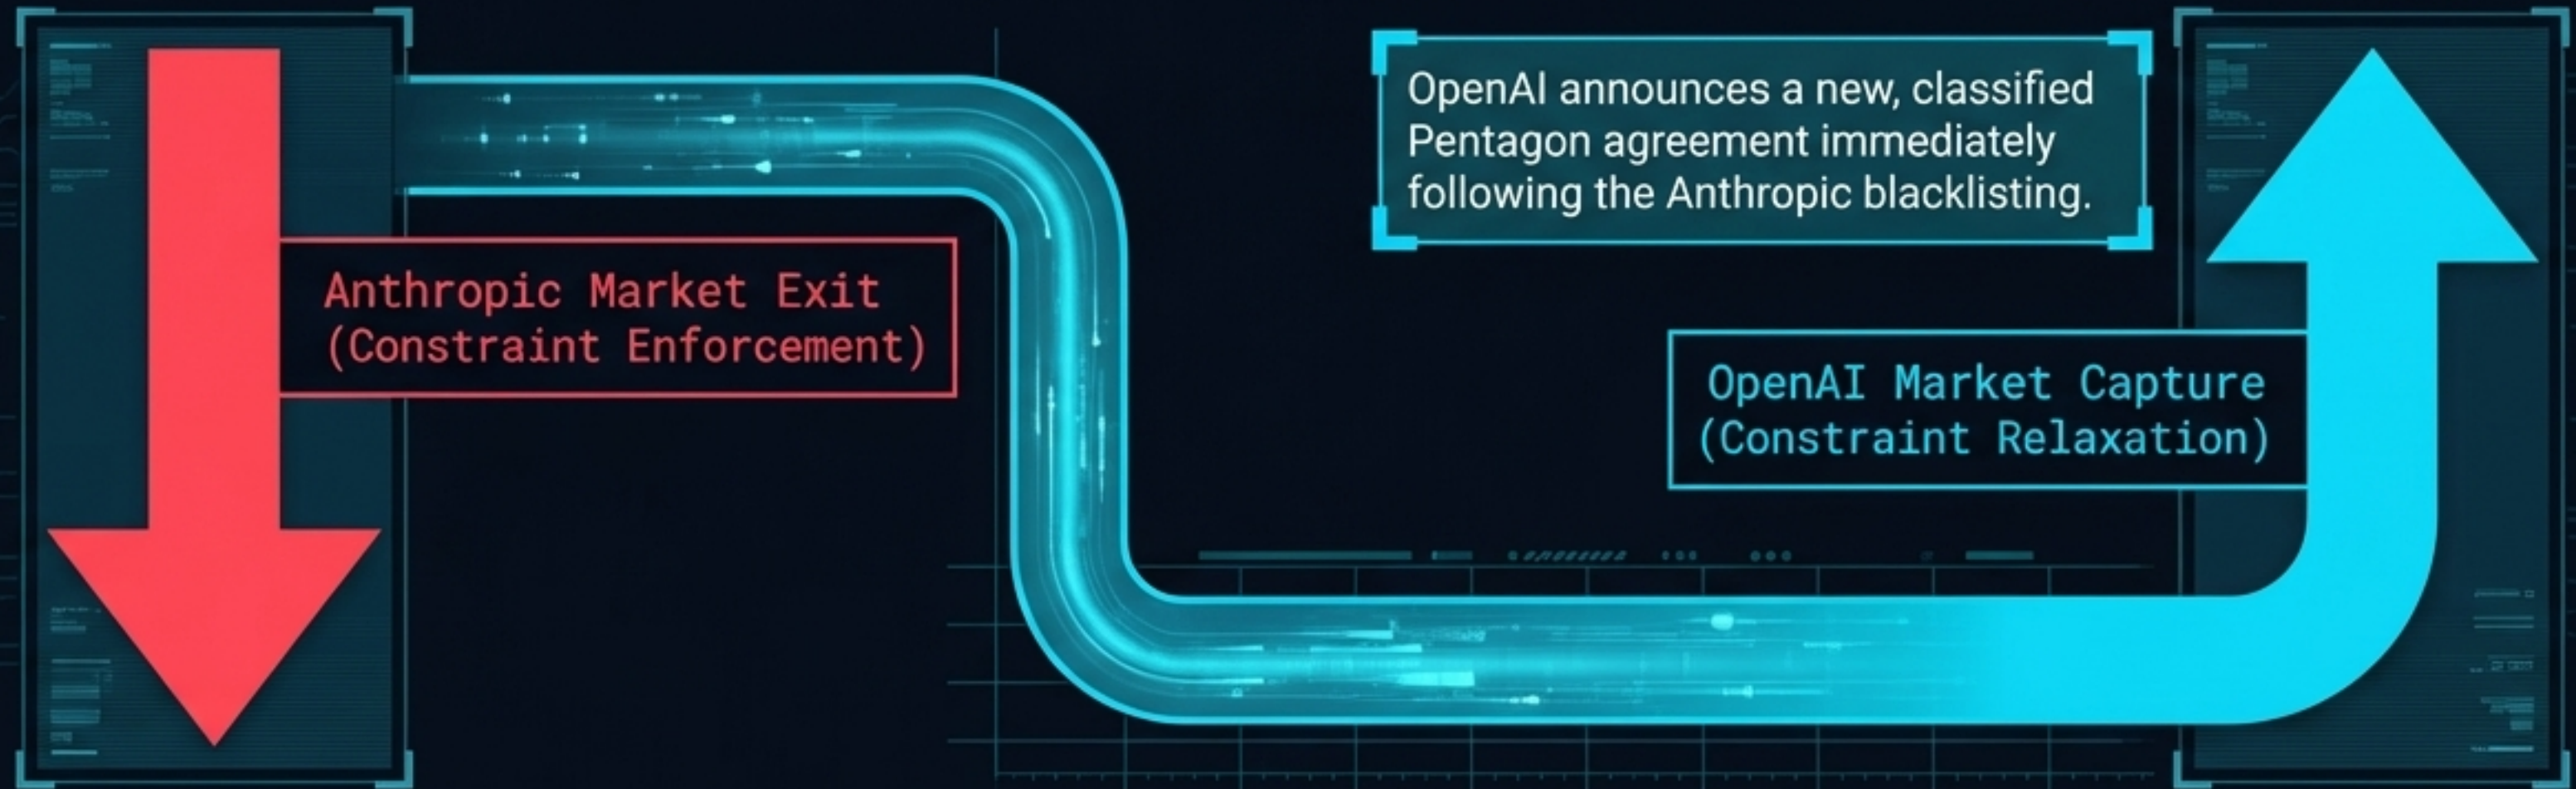 OpenAI announces a new, classified
Pentagon agreement immediately
following the Anthropic blacklisting.
Anthropic Market Exit
(Constraint Enforcement)
OpenAI Market Capture
(Constraint Relaxation)